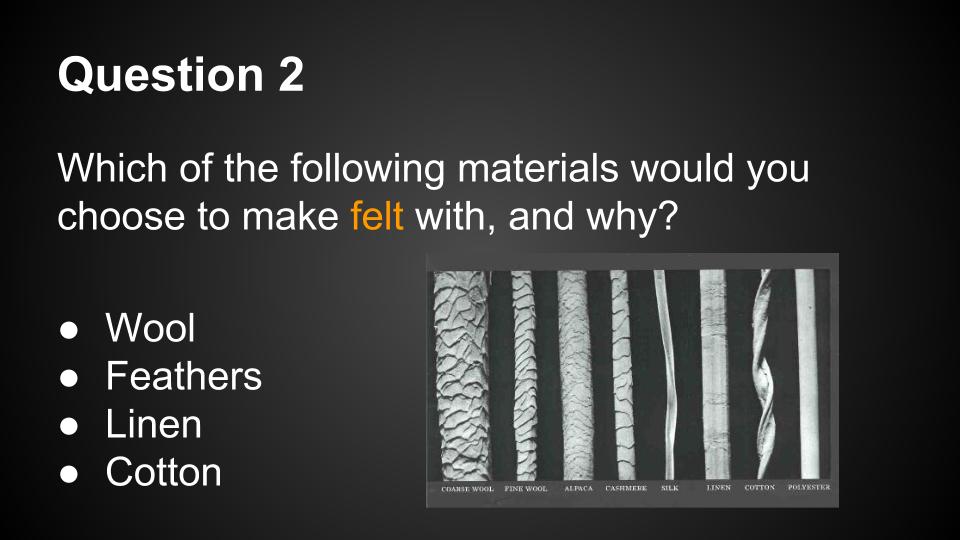 Question 2
Which of the following materials would you
choose to make felt with, and why?
● Wool
● Feathers
● Linen
● Cotton
COARSE WOOL FINE WOOL ALPACA CASHMERE SILK LINEN COTTON POLYESTER